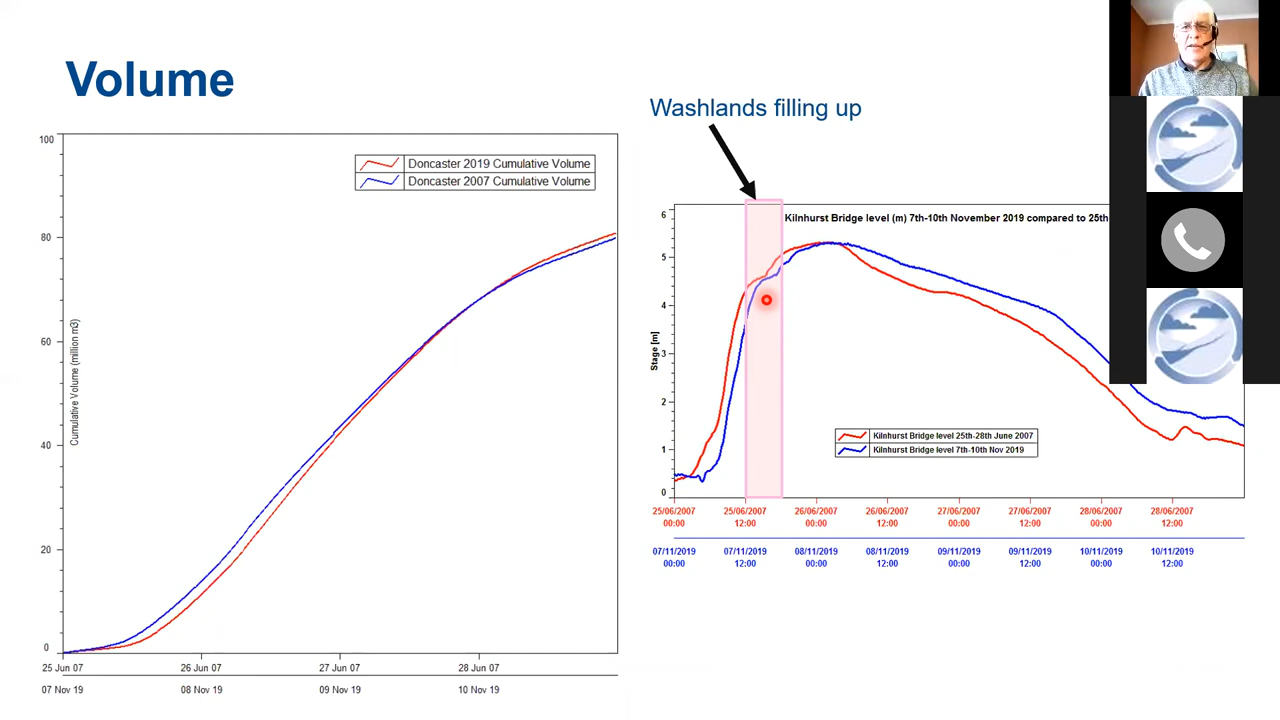 Volume
100
80
60
40
20
0
Cumulative Volume (million m3)
Doncaster 2019 Cumulative Volume
Doncaster 2007 Cumulative Volume
25 Jun 07 26 Jun 07 27 Jun 07 28 Jun 07
07 Nov 19 08 Nov 19 09 Nov 19 10 Nov 19
Washlands filling up
Kilnhurst Bridge level (m) 7th-10th November 2019 compared to 25th
6
5
4
3
2
1
0
Stage [m]
Kilnhurst Bridge level 25th-28th June 2007
Kilnhurst Bridge level 7th-10th Nov 2019
25/06/2007 25/06/2007 26/06/2007 26/06/2007 27/06/2007 27/06/2007 28/06/2007 28/06/2007
00:00 12:00 00:00 12:00 00:00 12:00 00:00 12:00
07/11/2019 07/11/2019 08/11/2019 08/11/2019 09/11/2019 09/11/2019 10/11/2019 10/11/2019
00:00 12:00 00:00 12:00 00:00 12:00 00:00 12:00